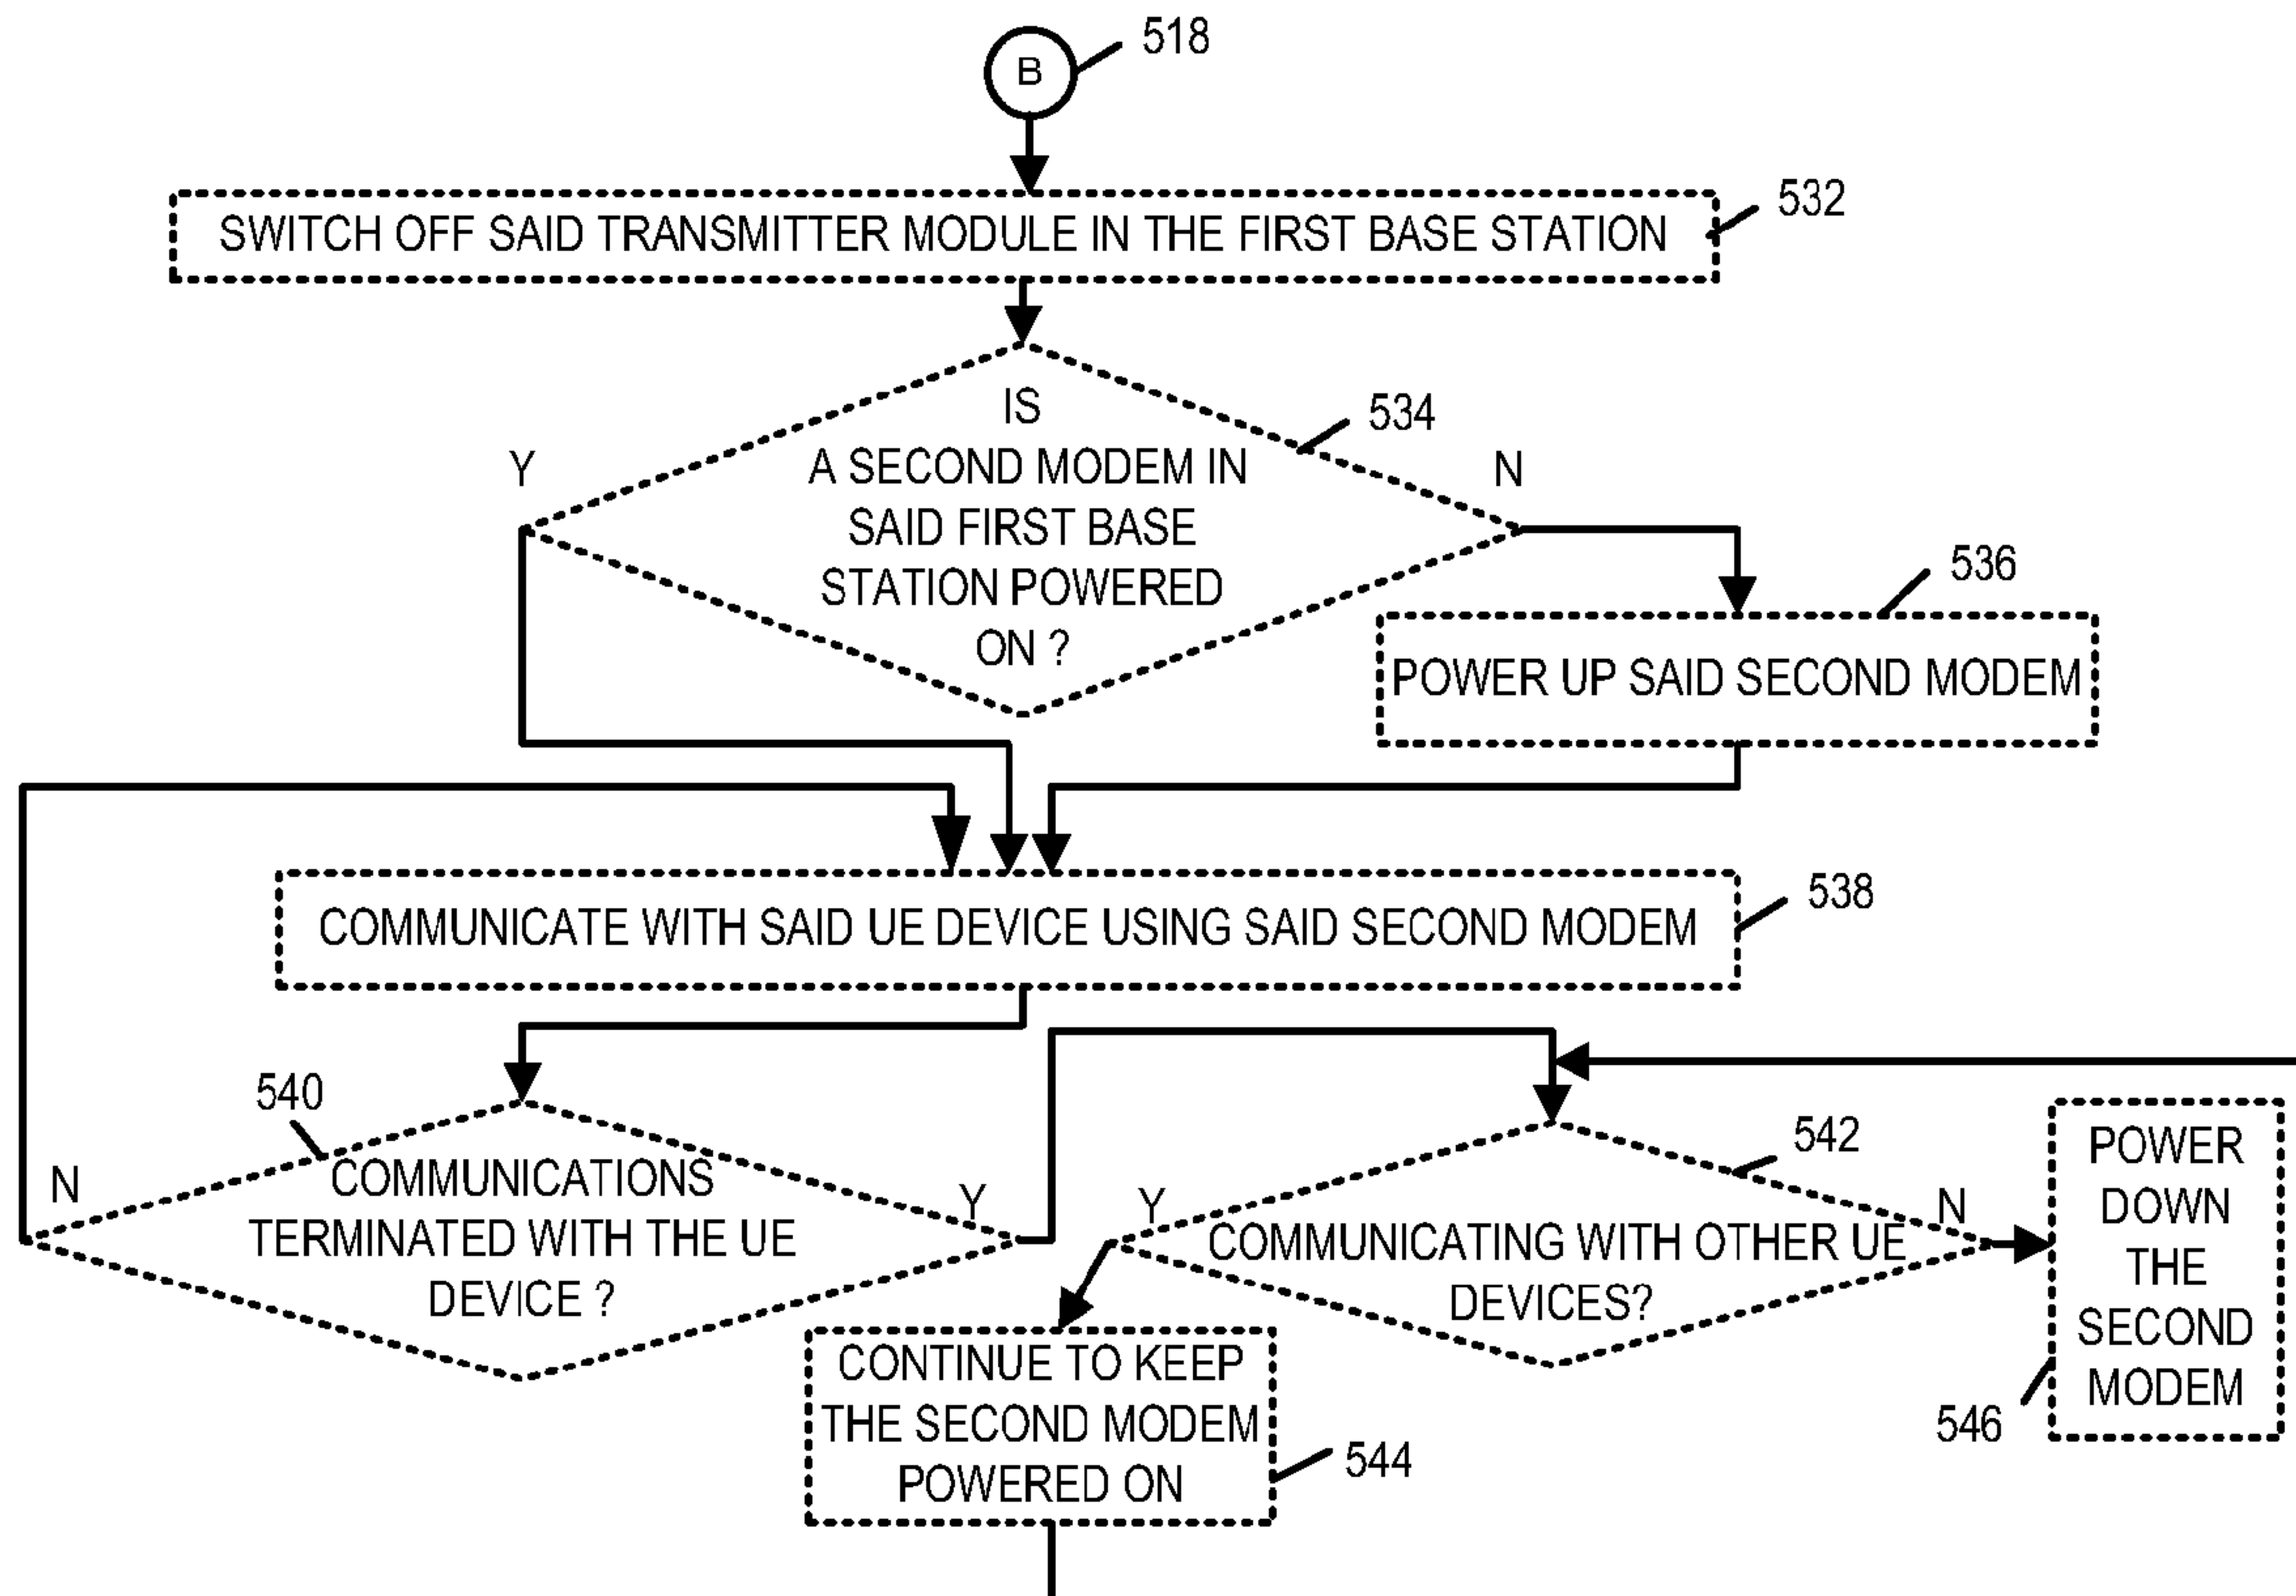 B
518
SWITCH OFF SAID TRANSMITTER MODULE IN THE FIRST BASE STATION
532
IS
A SECOND MODEM IN
SAID FIRST BASE
STATION POWERED
ON ?
534
Y
N
536
POWER UP SAID SECOND MODEM
COMMUNICATE WITH SAID UE DEVICE USING SAID SECOND MODEM
538
540
COMMUNICATIONS
TERMINATED WITH THE UE
DEVICE ?
N
Y
542
COMMUNICATING WITH OTHER UE
DEVICES?
Y
N
POWER
DOWN
THE
SECOND
MODEM
546
CONTINUE TO KEEP
THE SECOND MODEM
POWERED ON
544